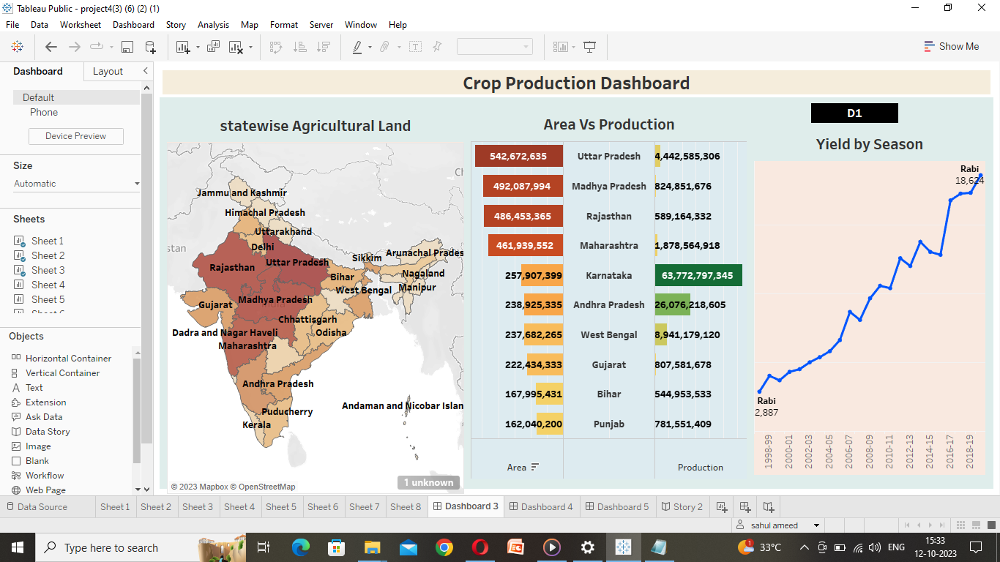 Tableau Public - project4(3) (6) (2) (1)
File Data Worksheet Dashboard Story Analysis Map Format Server Window Help
Show Me
Dashboard Layout
Default
Phone
Device Preview
Size
Automatic
Sheets
Sheet 1
Sheet 2
Sheet 3
Sheet 4
Sheet 5
Objects
Horizontal Container
Vertical Container
Text
Extension
Ask Data
Data Story
Image
Blank
Workflow
Web Page
Crop Production Dashboard
statewise Agricultural Land
Jammu and Kashmir
Himachal Pradesh
Uttarakhand
Delhi
Rajasthan
Uttar Pradesh
Sikkim
Arunachal Prades
Bihar
Nagaland
West Bengal
Manipur
Gujarat
Madhya Pradesh
Chhattisgarh
Dadra and Nagar Haveli
Odisha
Maharashtra
Andhra Pradesh
Puducherry
Kerala
Andaman and Nicobar Islan
stan
Ch
© 2023 Mapbox © OpenStreetMap
1 unknown
Area Vs Production
542,672,635 Uttar Pradesh 4,442,585,306
492,087,994 Madhya Pradesh 824,851,676
486,453,365 Rajasthan 589,164,332
461,939,552 Maharashtra 1,878,564,918
257,907,399 Karnataka 63,772,797,345
238,925,335 Andhra Pradesh 26,076,218,605
237,682,265 West Bengal 8,941,179,120
222,434,333 Gujarat 807,581,678
167,995,431 Bihar 544,953,533
162,040,200 Punjab 781,551,409
Area Production
D1
Yield by Season
Rabi
18,624
Rabi
2,887
1998-99
2000-01
2002-03
2004-05
2006-07
2008-09
2010-11
2012-13
2014-15
2016-17
2018-19
Data Source Sheet 1 Sheet 2 Sheet 3 Sheet 4 Sheet 5 Sheet 6 Sheet 7 Sheet 8 Dashboard 3 Dashboard 4 Dashboard 5 Story 2
sahul ameed
Type here to search
1
33°C
ENG
15:33
12-10-2023